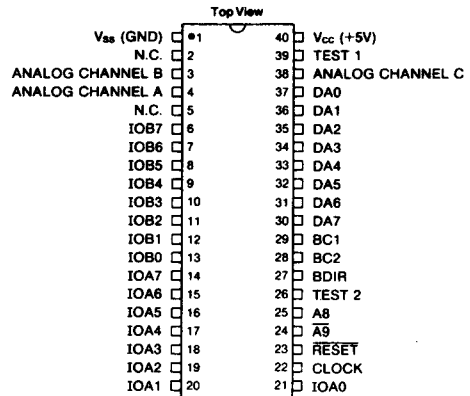 Top View
Vss (GND) 1 40 Vcc (+5V)
N.C. 2 39 TEST 1
ANALOG CHANNEL B 3 38 ANALOG CHANNEL C
ANALOG CHANNEL A 4 37 DA0
N.C. 5 36 DA1
IOB7 6 35 DA2
IOB6 7 34 DA3
IOB5 8 33 DA4
IOB4 9 32 DA5
IOB3 10 31 DA6
IOB2 11 30 DA7
IOB1 12 29 BC1
IOB0 13 28 BC2
IOA7 14 27 BDIR
IOA6 15 26 TEST 2
IOA5 16 25 A8
IOA4 17 24 A9
IOA3 18 23 RESET
IOA2 19 22 CLOCK
IOA1 20 21 IOA0